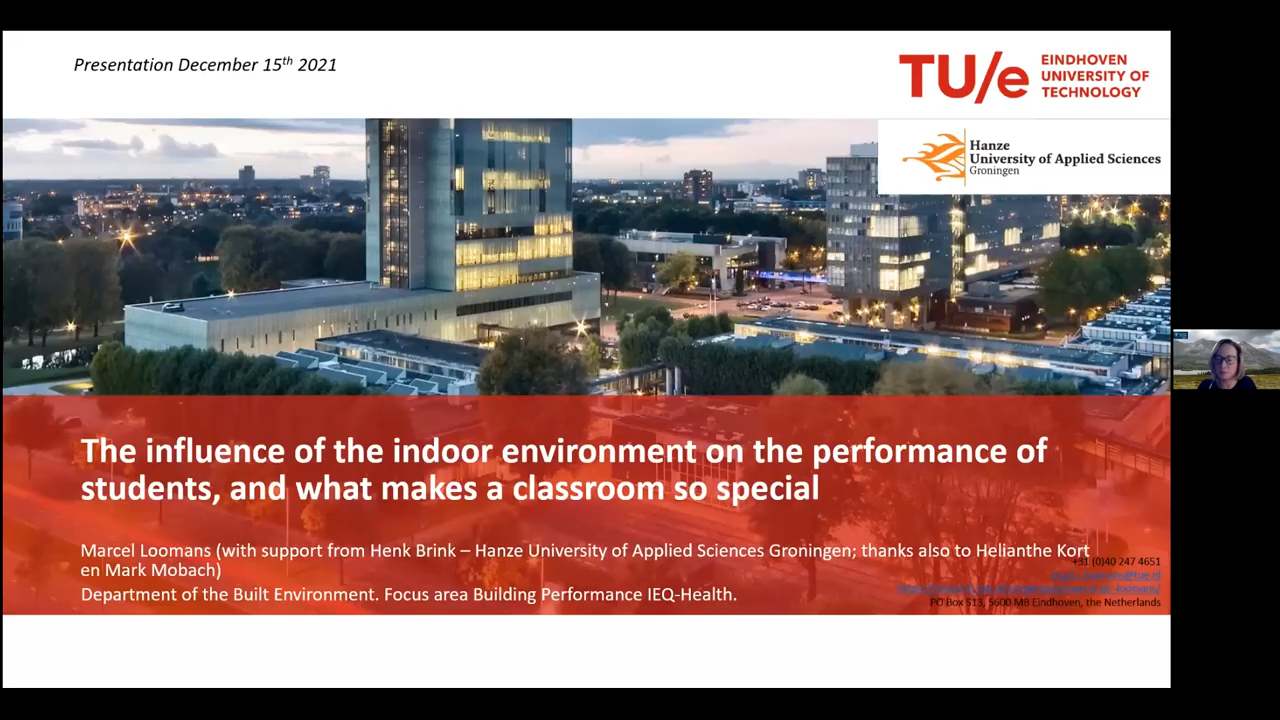 Presentation December 15th 2021
TU/e EINDHOVEN
UNIVERSITY OF
TECHNOLOGY
Hanze
University of Applied Sciences
Groningen
The influence of the indoor environment on the performance of
students, and what makes a classroom so special
Marcel Loomans (with support from Henk Brink – Hanze University of Applied Sciences Groningen; thanks also to Helianthe Kort
en Mark Mobach)
Department of the Built Environment. Focus area Building Performance IEQ-Health.
+31 (0)40 247 4651
PO Box 513, 5600 MB Eindhoven, the Netherlands